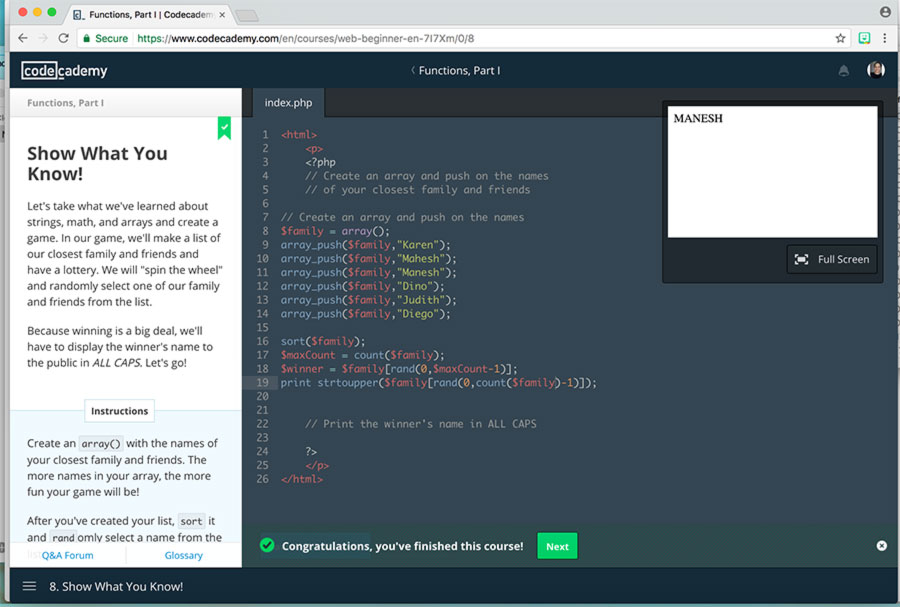 Functions, Part I | Codecadem
Secure https://www.codecademy.com/en/courses/web-beginner-en-7I7Xm/0/8
codecademy
Functions, Part I
Functions, Part I
Show What You
Know!
Let's take what we've learned about
strings, math, and arrays and create a
game. In our game, we'll make a list of
our closest family and friends and
have a lottery. We will "spin the wheel"
and randomly select one of our family
and friends from the list.
Because winning is a big deal, we'll
have to display the winner's name to
the public in ALL CAPS. Let's go!
Instructions
Create an array() with the names of
your closest family and friends. The
more names in your array, the more
fun your game will be!
After you've created your list, sort it
and randomly select a name from the
Q&A Forum
Glossary
index.php
1 <html>
2 <p>
3 <?php
4 // Create an array and push on the names
5 // of your closest family and friends
6
7 // Create an array and push on the names
8 $family = array();
9 array_push($family,"Karen");
10 array_push($family,"Mahesh");
11 array_push($family,"Manesh");
12 array_push($family,"Dino");
13 array_push($family,"Judith");
14 array_push($family,"Diego");
15
16 sort($family);
17 $maxCount = count($family);
18 $winner = $family[rand(0,$maxCount-1)];
19 print strtoupper($family[rand(0,count($family)-1)]);
20
21
22 // Print the winner's name in ALL CAPS
23
24 ?>
25 </p>
26 </html>
MANESH
Full Screen
Congratulations, you've finished this course!
Next
8. Show What You Know!